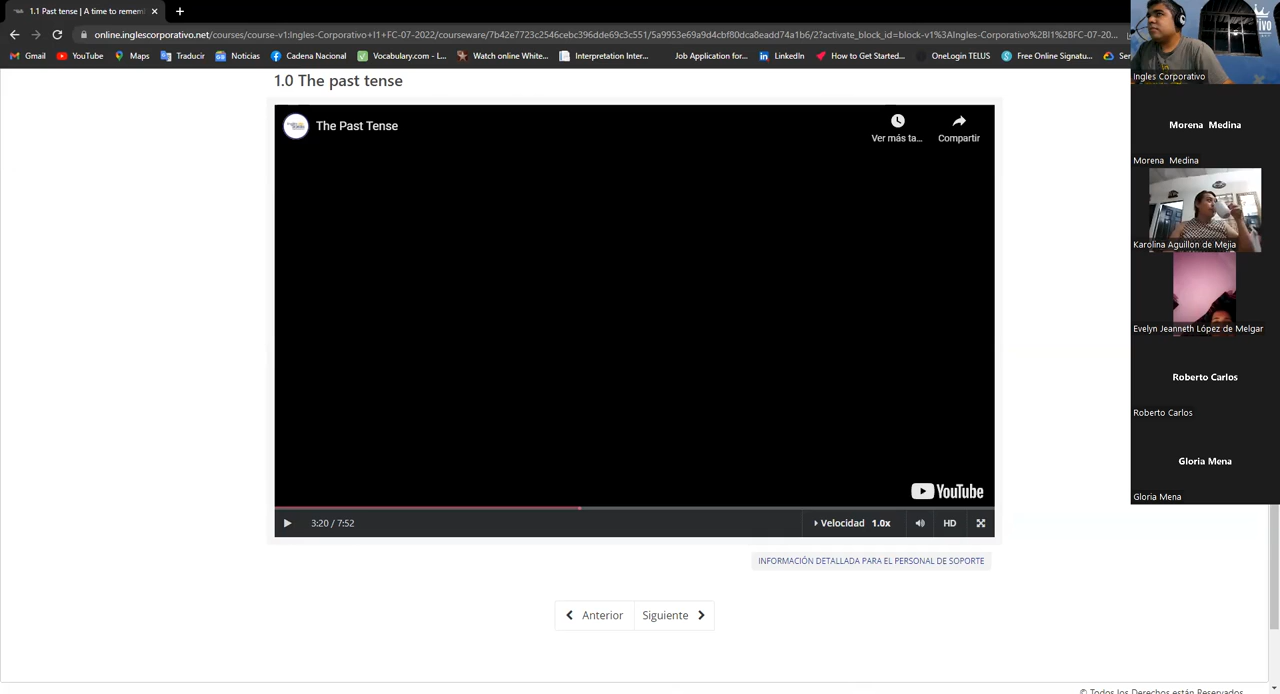 1.1 Past tense | A time to remem
online.inglescorporativo.net/courses/course-v1:Ingles-Corporativo+I1+FC-07-2022/courseware/7b42e7723c2546cebc396dde69c3c551/5a9953e69a9d4cbf80dca8eadd74a1b6/2?activate_block_id=block-v1%3AIngles-Corporativo%2BI1%2BFC-07-20...
Gmail YouTube Maps Traducir Noticias Cadena Nacional Vocabulary.com - L... Watch online White... Interpretation Inter... Job Application for... LinkedIn How to Get Started... OneLogin TELUS Free Online Signatu... Ser
1.0 The past tense
The Past Tense
Ver más ta...
Compartir
YouTube
3:20 / 7:52
Velocidad 1.0x
HD
INFORMACIÓN DETALLADA PARA EL PERSONAL DE SOPORTE
Anterior
Siguiente
© Todos los Derechos están Reservados
Ingles Corporativo
Morena Medina
Morena Medina
Karolina Aguillon de Mejia
Evelyn Jeanneth López de Melgar
Roberto Carlos
Roberto Carlos
Gloria Mena
Gloria Mena